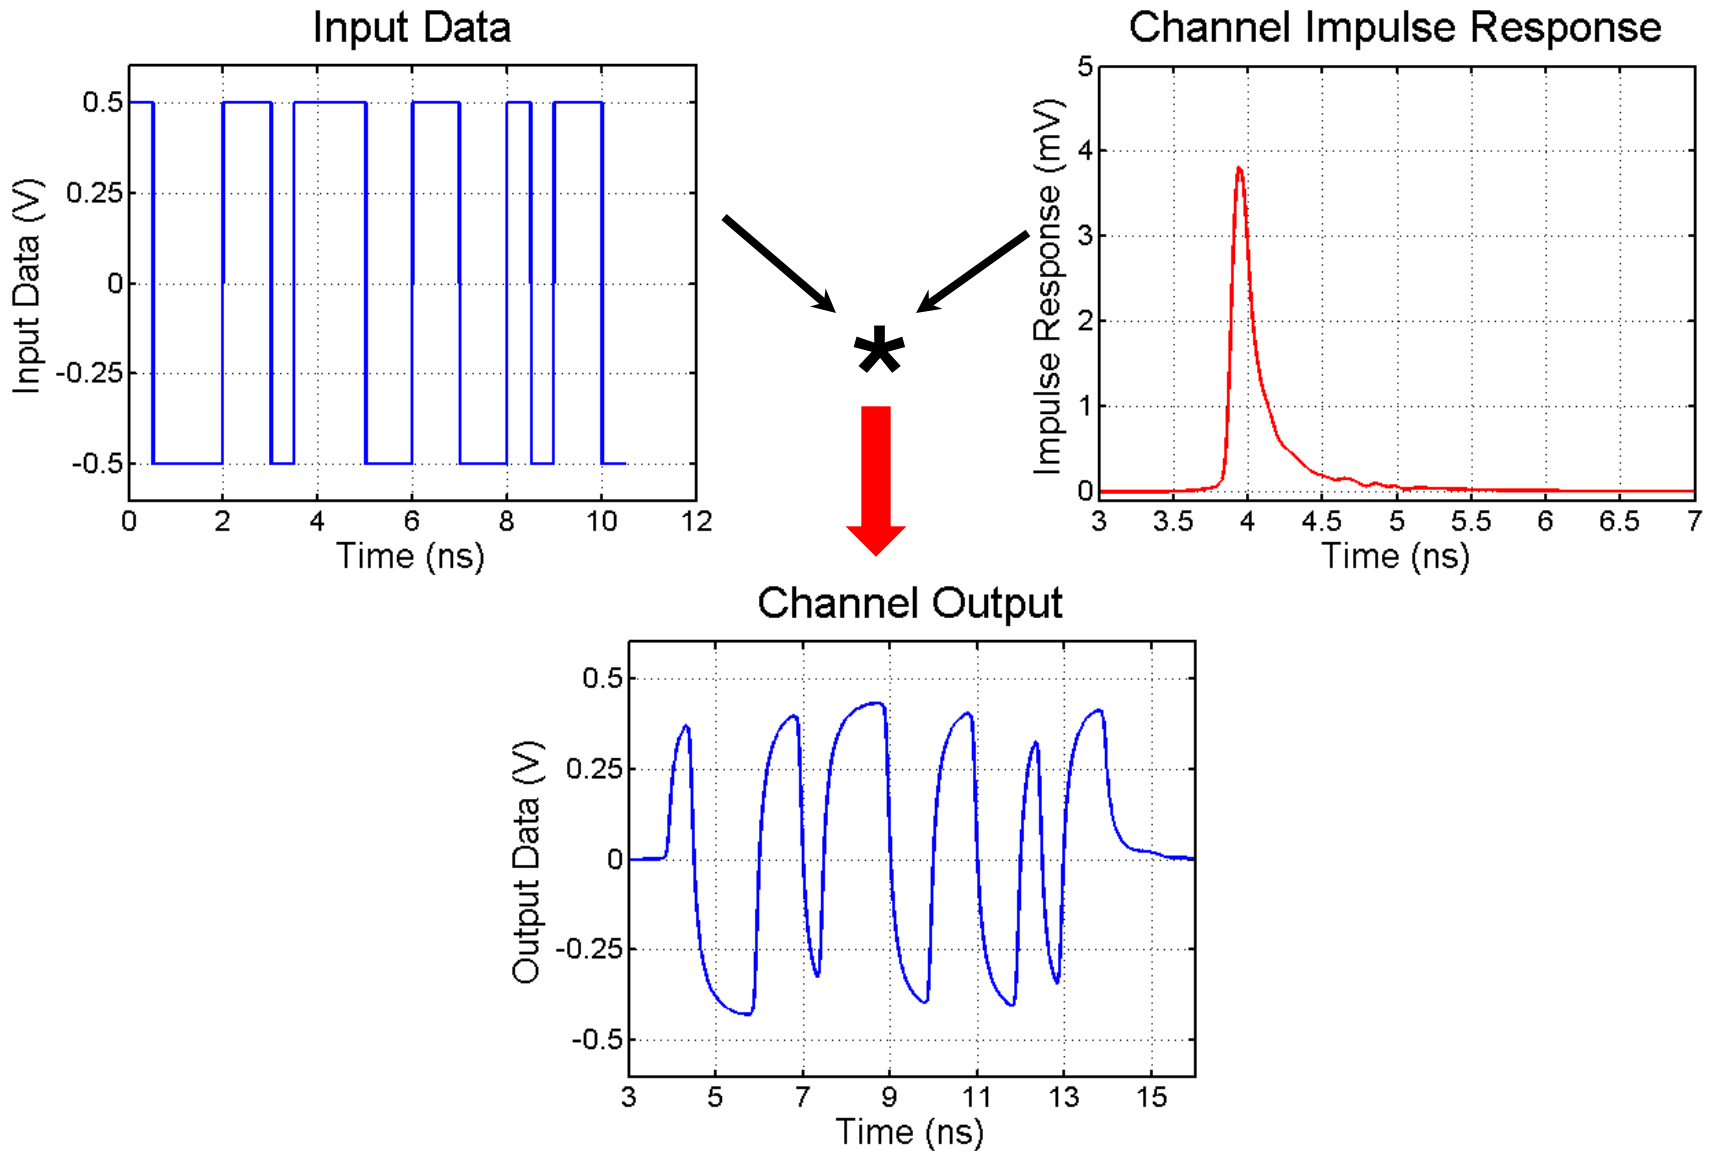 Input Data
Input Data (V)
0.5
0.25
0
-0.25
-0.5
0 2 4 6 8 10 12
Time (ns)
Channel Impulse Response
Impulse Response (mV)
5
4
3
2
1
0
3 3.5 4 4.5 5 5.5 6 6.5 7
Time (ns)
*
Channel Output
Output Data (V)
0.5
0.25
0
-0.25
-0.5
3 5 7 9 11 13 15
Time (ns)